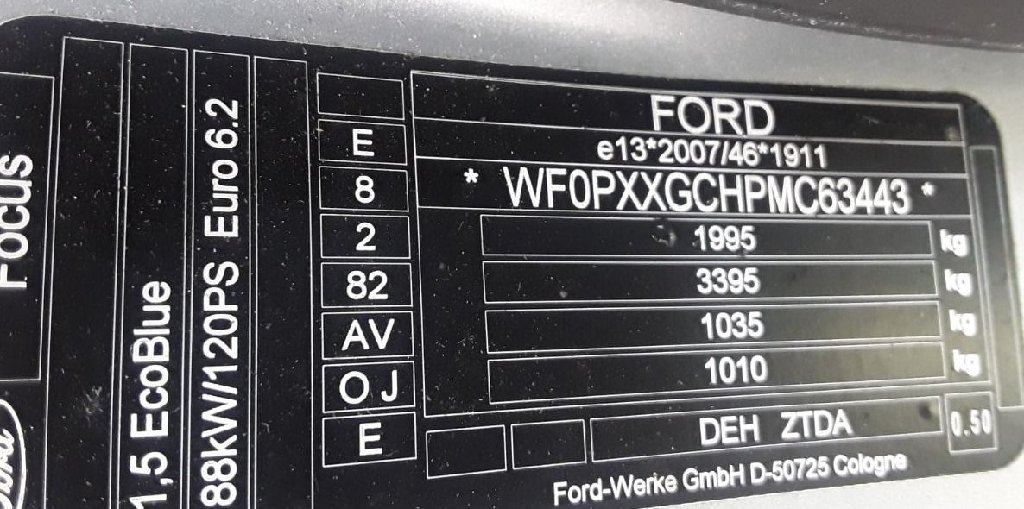 Focus
1,5 EcoBlue
88kW/120PS Euro 6.2
E
8
2
82
AV
O J
E
FORD
e13*2007/46*1911
* WF0PXXGCHPMC63443 *
1995 kg
3395 kg
1035 kg
1010 kg
DEH ZTDA
0.50
Ford-Werke GmbH D-50725 Cologne
Ford